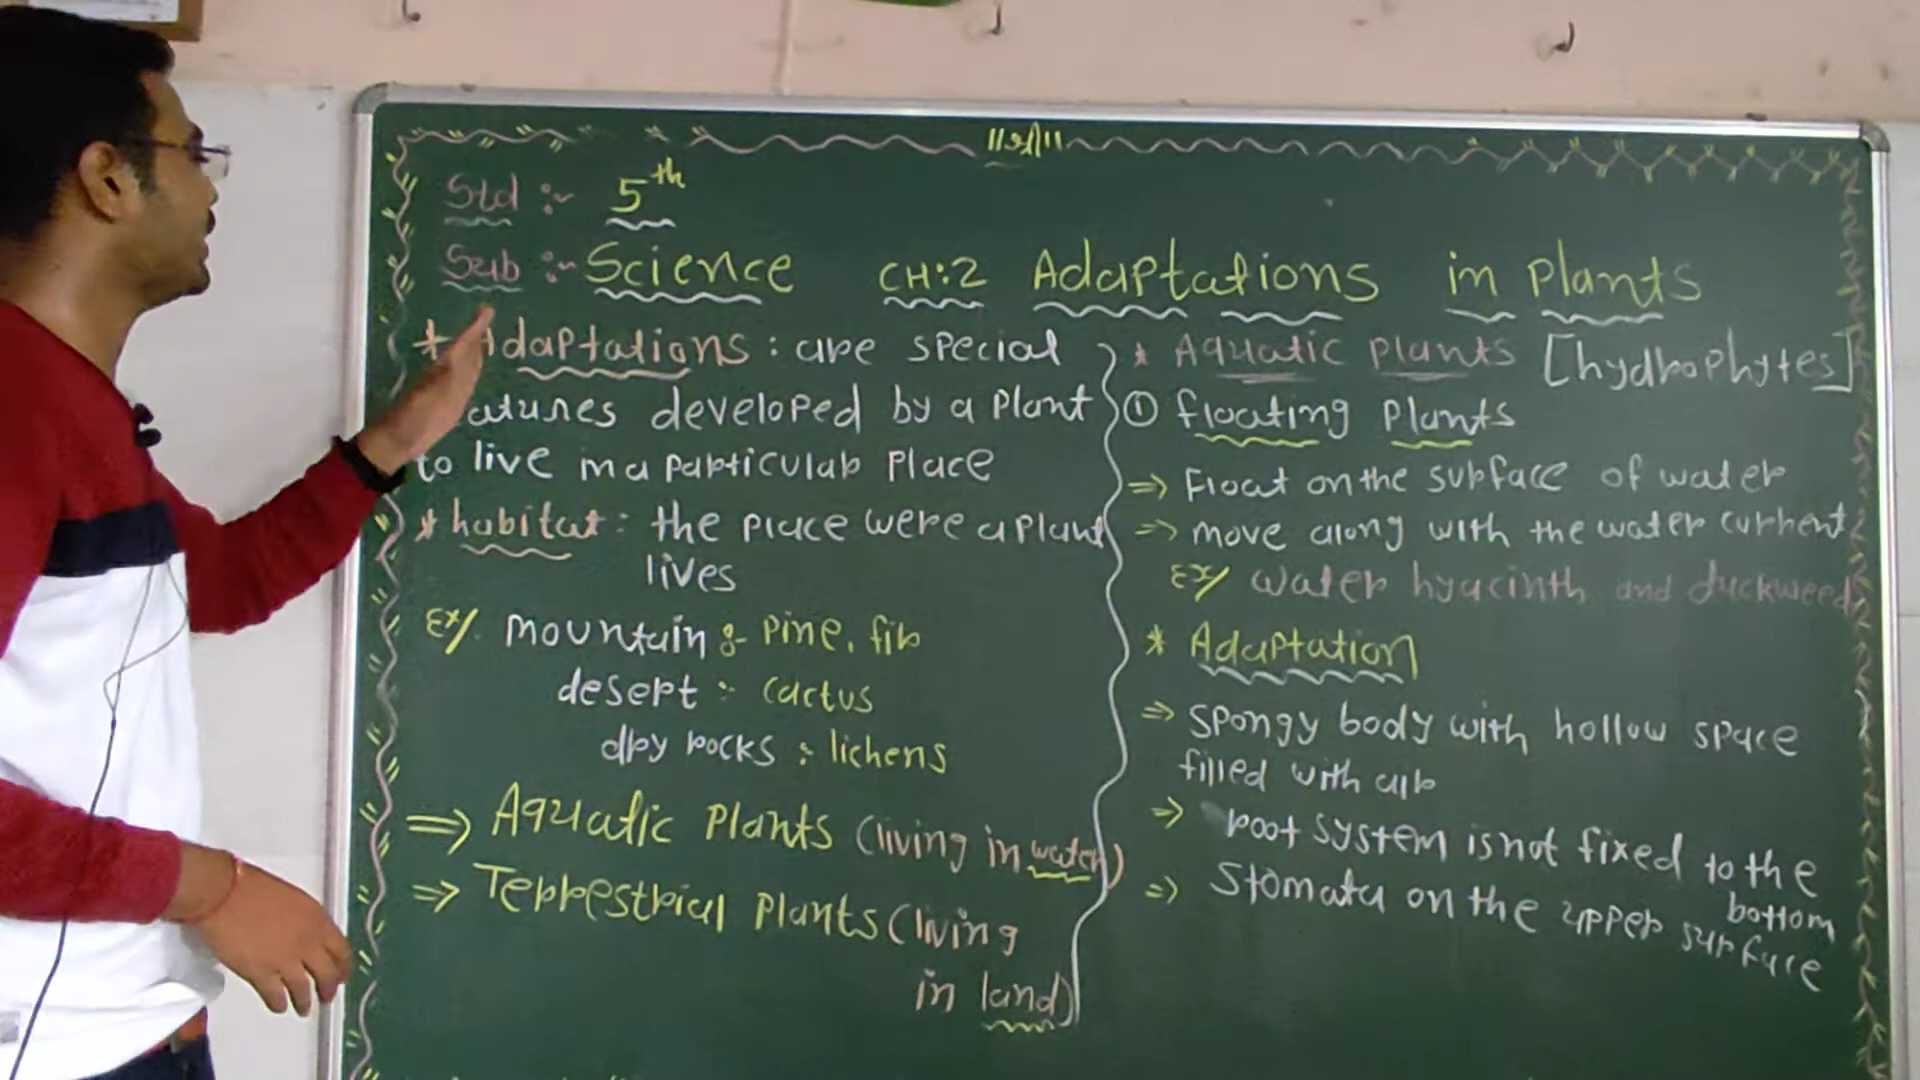 ॥श्री॥
Std :- 5th
Sub :- Science CH:2 Adaptations in plants
* Adaptations : are special
atures developed by a plant
to live in a particular place
* habitat : the place were a plant
lives
Ex/. mountain :- pine, fir
desert :- cactus
dry rocks : lichens
⇒ Aquatic plants (living in water)
⇒ Terrestrial plants (living
in land)
* Aquatic plants [hydrophytes]
① floating plants
⇒ Float on the surface of water
⇒ move along with the water current
Ex/ water hyacinth and duckweed
* Adaptation
⇒ spongy body with hollow space
filled with air
⇒ root system is not fixed to the
bottom
⇒ Stomata on the upper surface